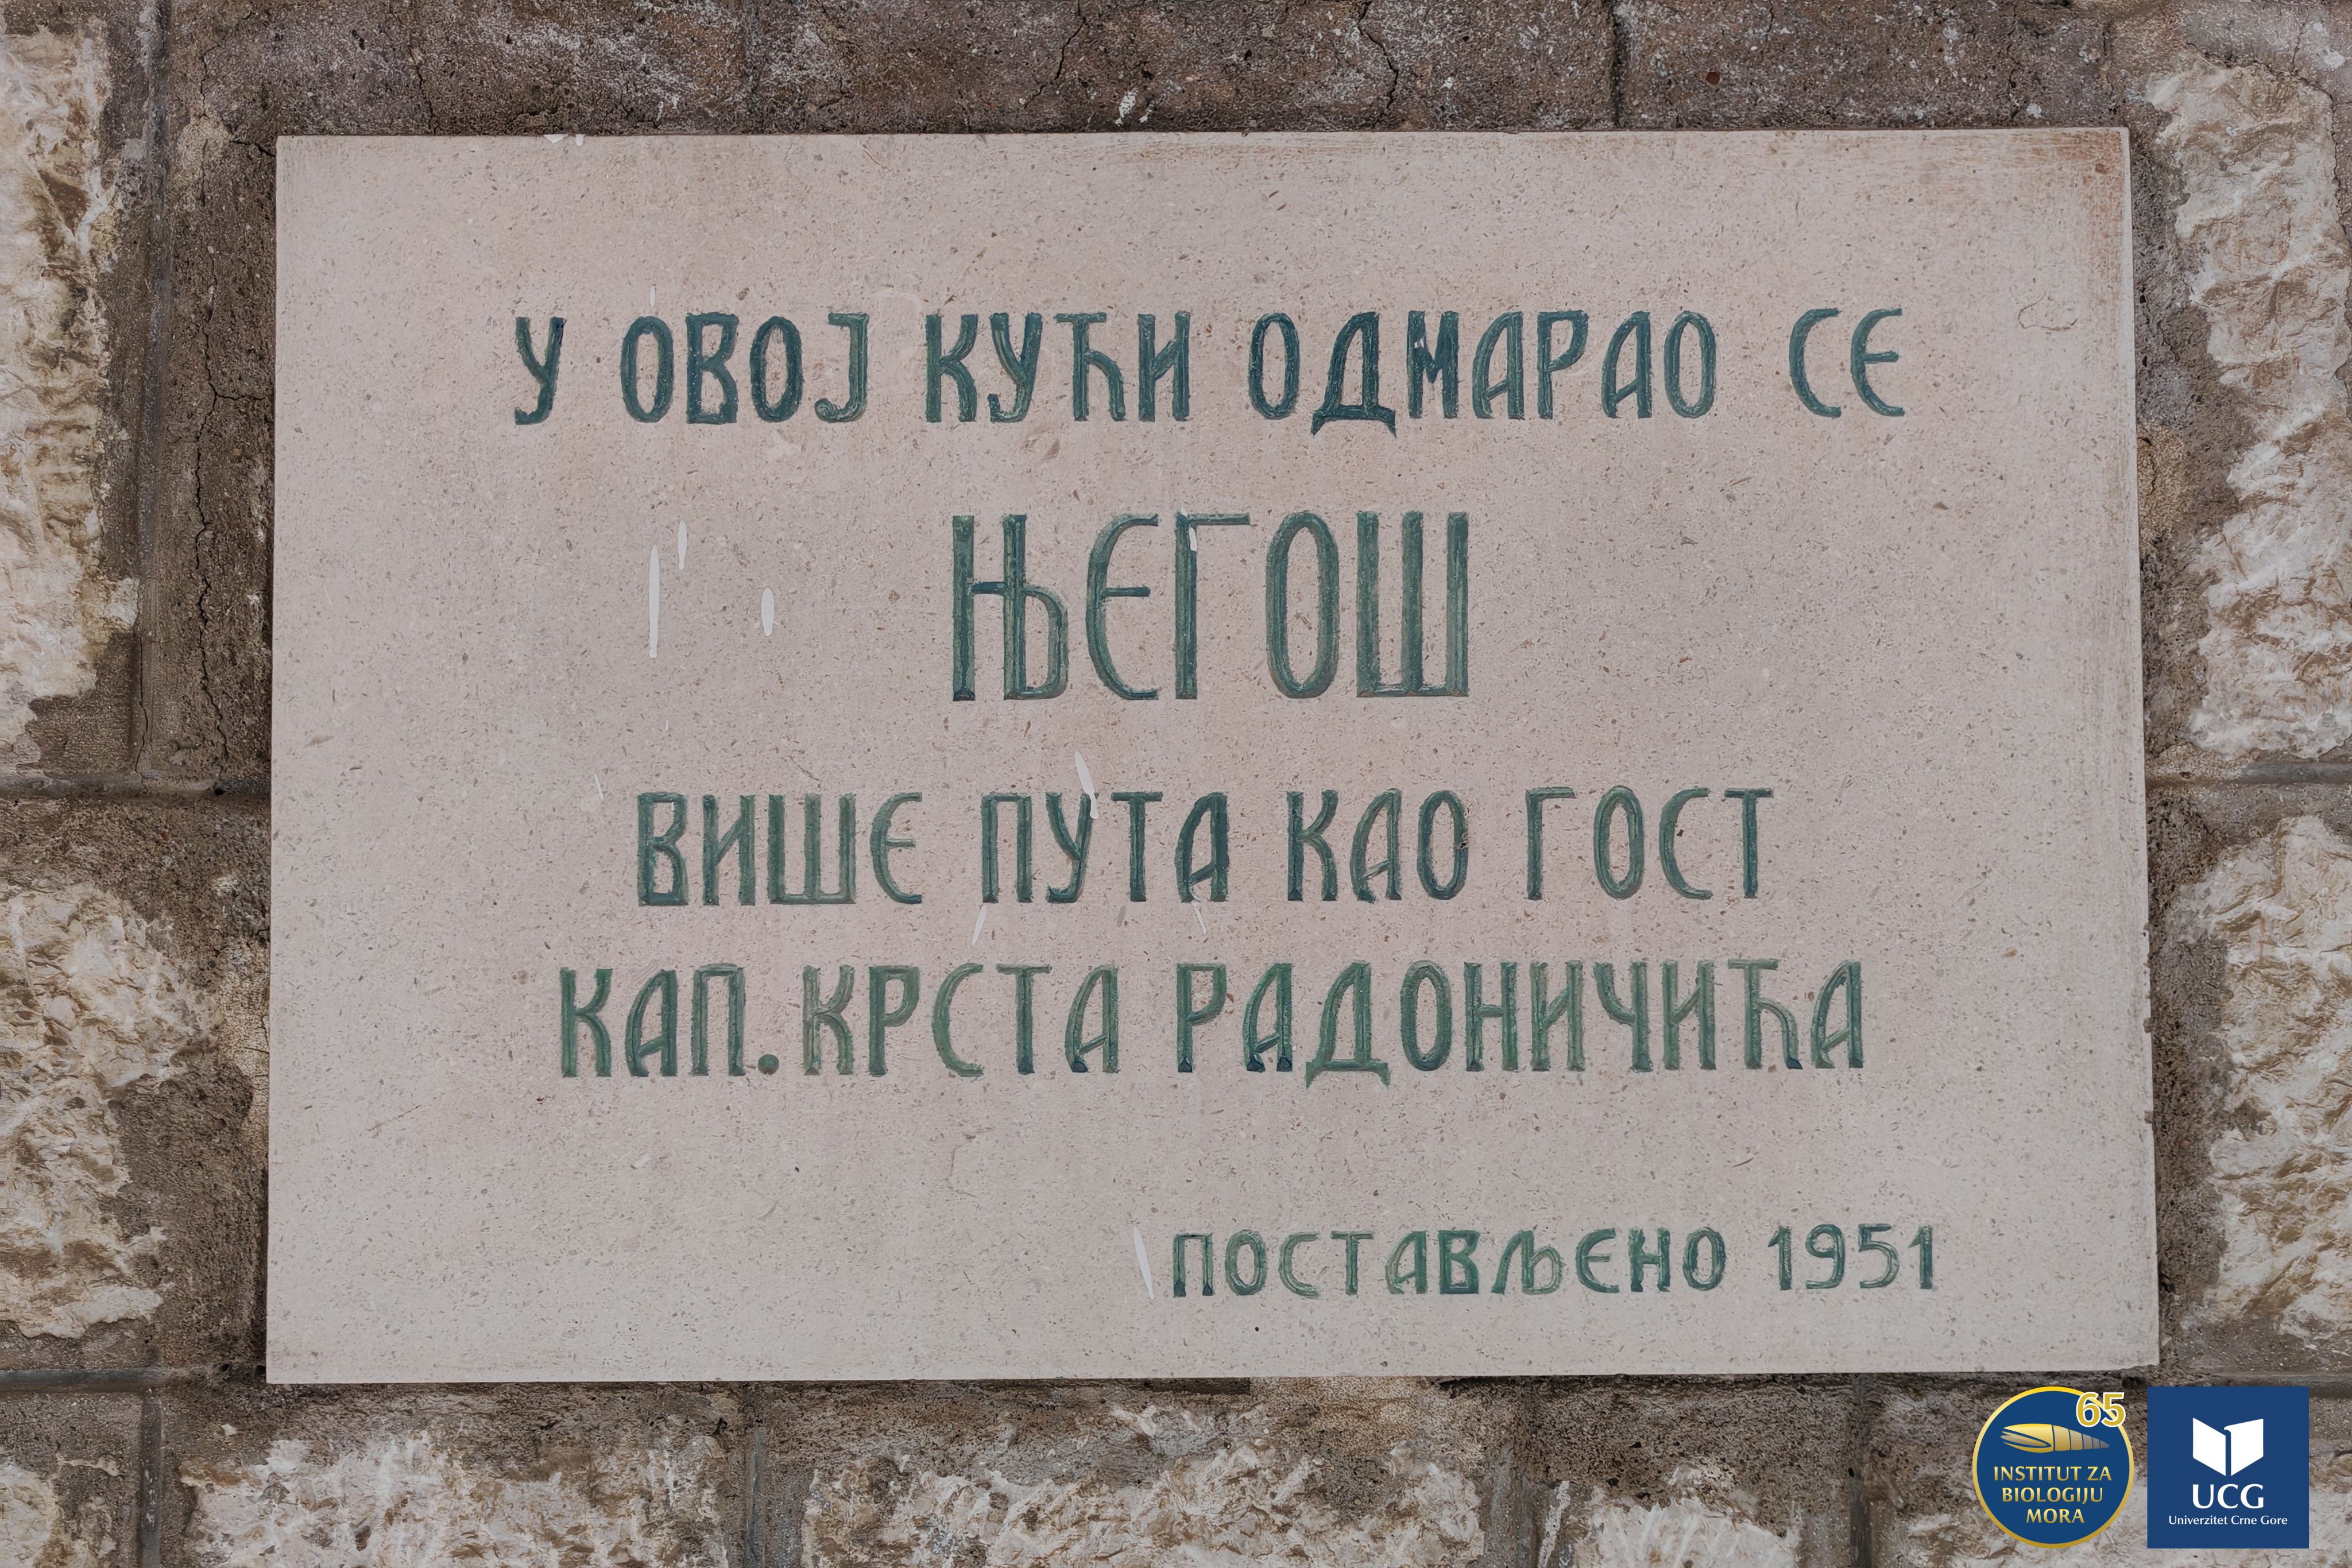 У ОВОЈ КУЋИ ОДМАРАО СЕ
ЊЕГОШ
ВИШЕ ПУТА КАО ГОСТ
КАП. КРСТА РАДОНИЧИЋА
ПОСТАВЉЕНО 1951
65
INSTITUT ZA
BIOLOGIJU
MORA
UCG
Univerzitet Crne Gore